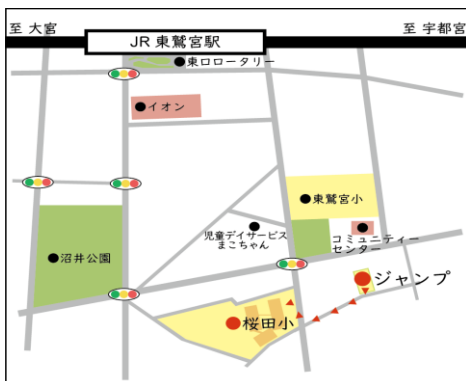 至 大宮
至 宇都宮
JR 東鷲宮駅
東口ロータリー
イオン
東鷲宮小
児童デイサービス
まこちゃん
コミュニティー
センター
沼井公園
ジャンプ
桜田小